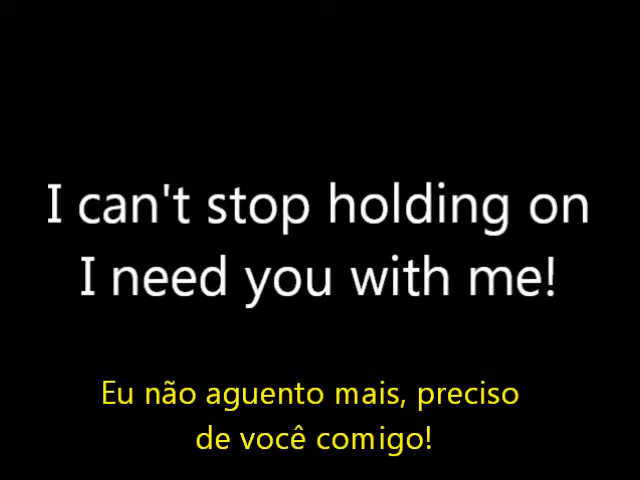 I can't stop holding on
I need you with me!
Eu não aguento mais, preciso
de você comigo!